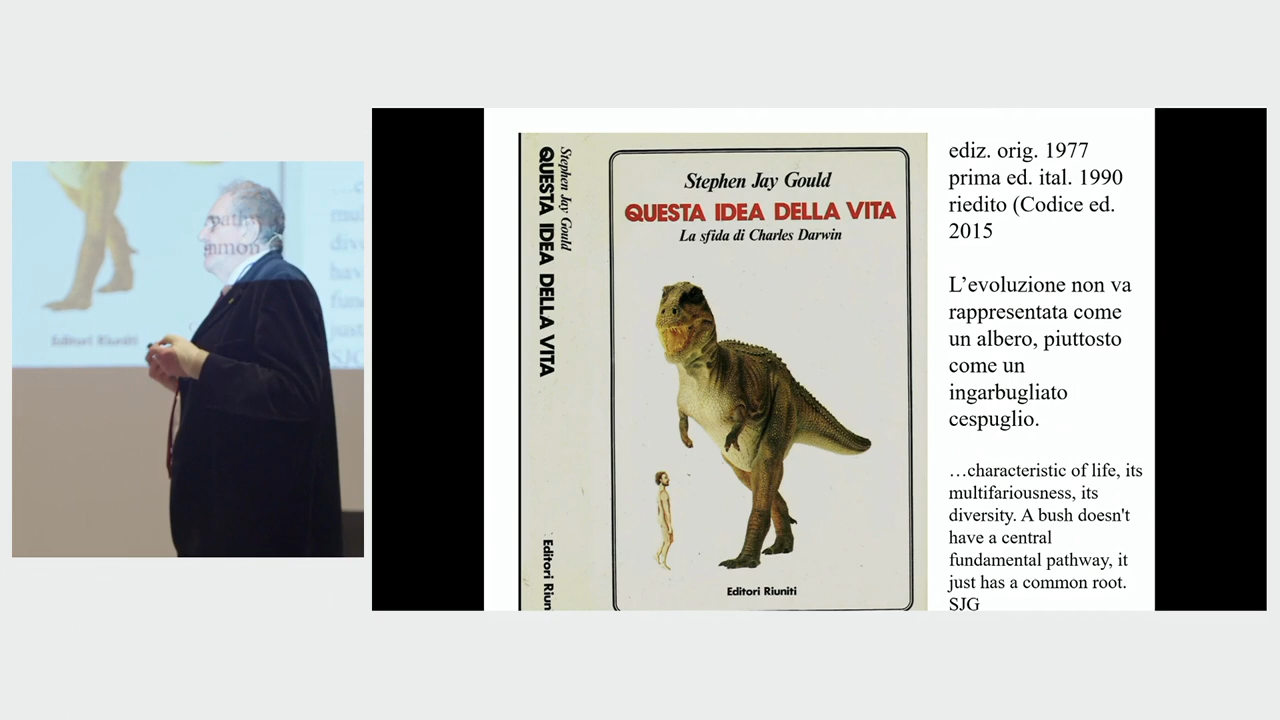 Stephen Jay Gould
QUESTA IDEA DELLA VITA
Editori Riun
Stephen Jay Gould
QUESTA IDEA DELLA VITA
La sfida di Charles Darwin
Editori Riuniti
ediz. orig. 1977
prima ed. ital. 1990
riedito (Codice ed.
2015
L’evoluzione non va
rappresentata come
un albero, piuttosto
come un
ingarbugliato
cespuglio.
…characteristic of life, its
multifariousness, its
diversity. A bush doesn't
have a central
fundamental pathway, it
just has a common root.
SJG
Editori Riuniti